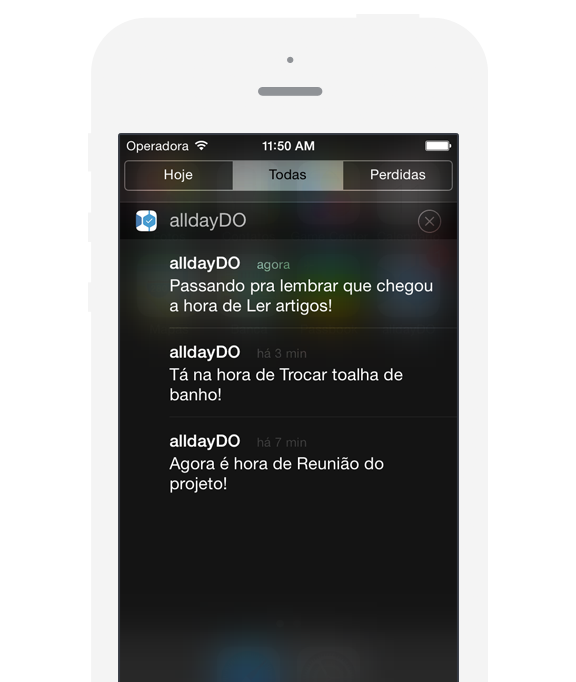 Operadora 11:50 AM
Hoje Todas Perdidas
alldayDO
alldayDO agora
Passando pra lembrar que chegou
a hora de Ler artigos!
alldayDO há 3 min
Tá na hora de Trocar toalha de
banho!
alldayDO há 7 min
Agora é hora de Reunião do
projeto!